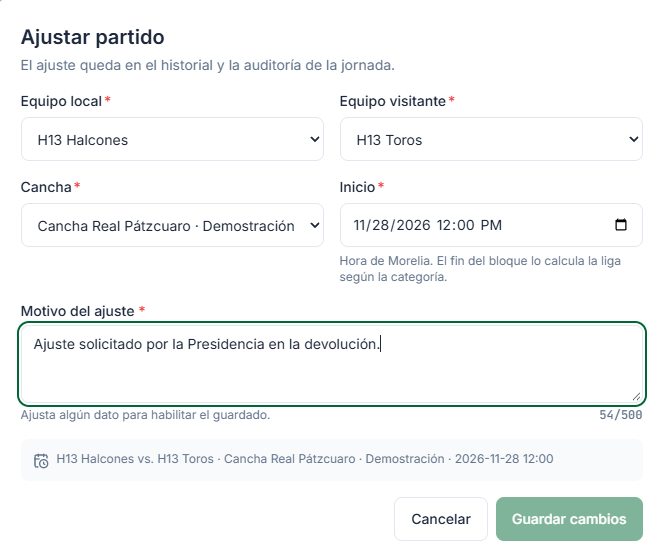 Ajustar partido
El ajuste queda en el historial y la auditoría de la jornada.
Equipo local *
Equipo visitante *
H13 Halcones
H13 Toros
Cancha *
Inicio *
Cancha Real Pátzcuaro · Demostración
11/28/2026 12:00 PM
Hora de Morelia. El fin del bloque lo calcula la liga
según la categoría.
Motivo del ajuste *
Ajuste solicitado por la Presidencia en la devolución.
Ajusta algún dato para habilitar el guardado.
54/500
H13 Halcones vs. H13 Toros · Cancha Real Pátzcuaro · Demostración · 2026-11-28 12:00
Cancelar
Guardar cambios